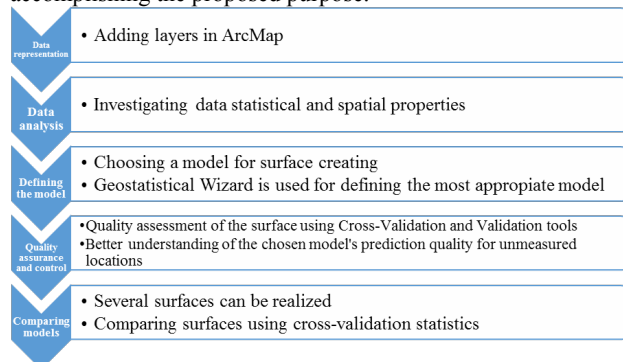 accomplishing the proposed purpose.
Data
representation
• Adding layers in ArcMap
Data
analysis
• Investigating data statistical and spatial properties
Defining
the model
• Choosing a model for surface creating
• Geostatistical Wizard is used for defining the most appropiate model
Quality
assurance
and control
•Quality assessment of the surface using Cross-Validation and Validation tools
•Better understanding of the chosen model's prediction quality for unmeasured
locations
Comparing
models
• Several surfaces can be realized
• Comparing surfaces using cross-validation statistics